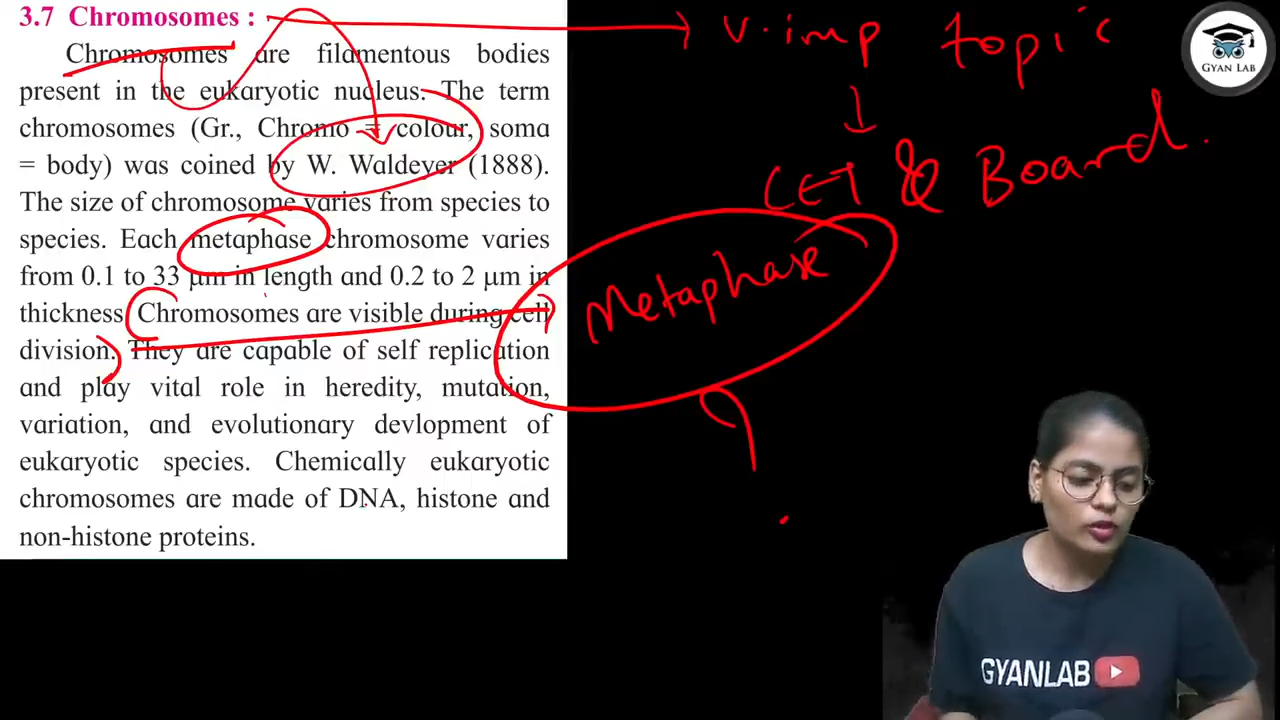 3.7 Chromosomes :
Chromosomes are filamentous bodies
present in the eukaryotic nucleus. The term
chromosomes (Gr., Chromo = colour, soma
= body) was coined by W. Waldeyer (1888).
The size of chromosome varies from species to
species. Each metaphase chromosome varies
from 0.1 to 33 μm in length and 0.2 to 2 μm in
thickness. Chromosomes are visible during cell
division. They are capable of self replication
and play vital role in heredity, mutation,
variation, and evolutionary devlopment of
eukaryotic species. Chemically eukaryotic
chromosomes are made of DNA, histone and
non-histone proteins.
v. imp topic
CET & Board.
Metaphase
GYAN LAB
GYANLAB